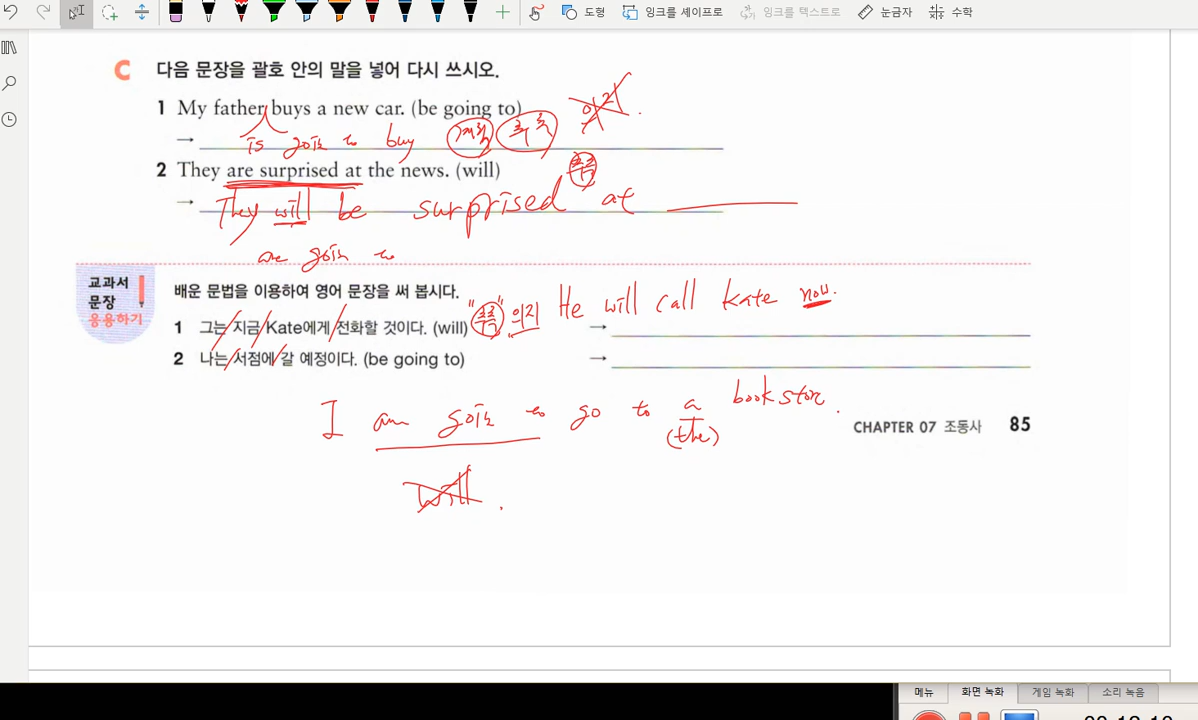 도형 잉크를 셰이프로 잉크를 텍스트로 눈금자 수학
C 다음 문장을 괄호 안의 말을 넣어 다시 쓰시오.
1 My father buys a new car. (be going to)
→ is going to buy 계획 추측 의지
2 They are surprised at the news. (will)
→ They will be surprised at
are going to
교과서
문장
응용하기
배운 문법을 이용하여 영어 문장을 써 봅시다.
He will call Kate now.
1 그는 지금 Kate에게 전화할 것이다. (will) 의지 →
2 나는 서점에 갈 예정이다. (be going to) →
I am going to go to a bookstore.
(the)
will.
CHAPTER 07 조동사 85
메뉴 화면 녹화 게임 녹화 소리 녹음